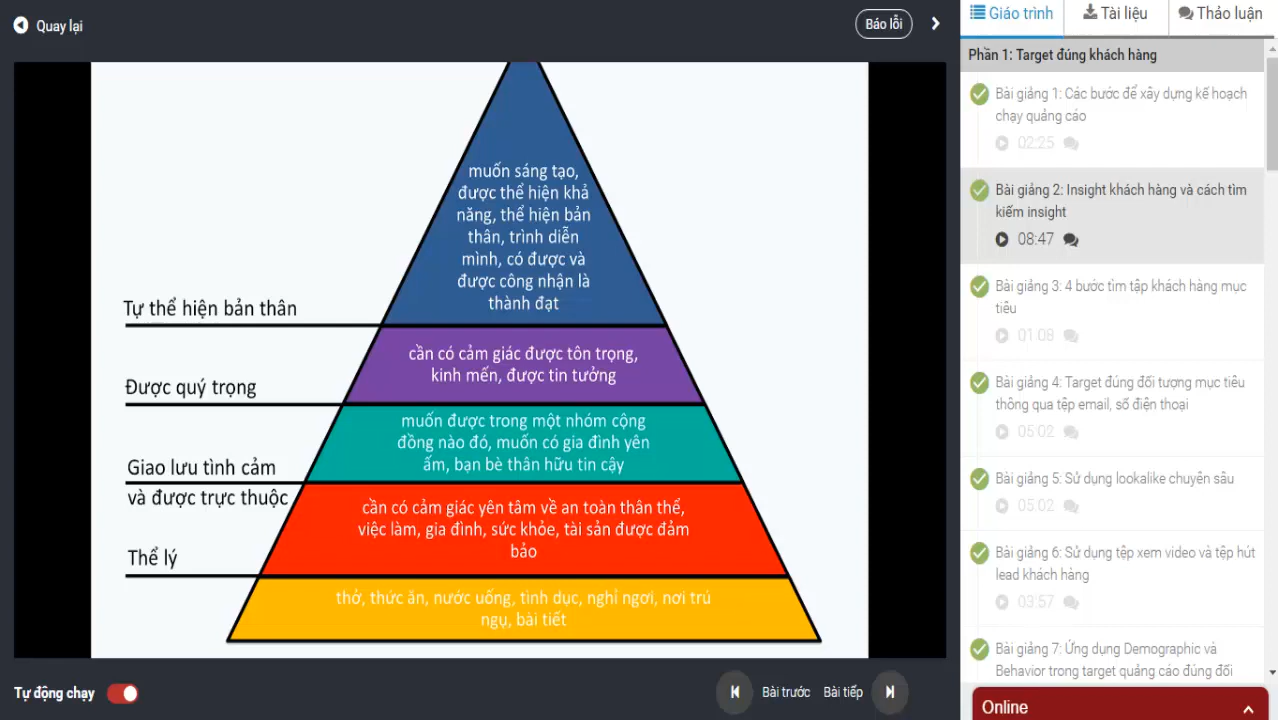 Quay lại
Báo lỗi
muốn sáng tạo,
được thể hiện khả
năng, thể hiện bản
thân, trình diễn
mình, có được và
được công nhận là
thành đạt
Tự thể hiện bản thân
cần có cảm giác được tôn trọng,
kinh mến, được tin tưởng
Được quý trọng
muốn được trong một nhóm cộng
đồng nào đó, muốn có gia đình yên
ấm, bạn bè thân hữu tin cậy
Giao lưu tình cảm
và được trực thuộc
cần có cảm giác yên tâm về an toàn thân thể,
việc làm, gia đình, sức khỏe, tài sản được đảm
bảo
Thể lý
thở, thức ăn, nước uống, tình dục, nghỉ ngơi, nơi trú
ngụ, bài tiết
Tự động chạy
Bài trước
Bài tiếp
Giáo trình
Tài liệu
Thảo luận
Phần 1: Target đúng khách hàng
Bài giảng 1: Các bước để xây dựng kế hoạch
chạy quảng cáo
02:25
Bài giảng 2: Insight khách hàng và cách tìm
kiếm insight
08:47
Bài giảng 3: 4 bước tìm tập khách hàng mục
tiêu
01:08
Bài giảng 4: Target đúng đối tượng mục tiêu
thông qua tệp email, số điện thoại
05:02
Bài giảng 5: Sử dụng lookalike chuyên sâu
05:02
Bài giảng 6: Sử dụng tệp xem video và tệp hút
lead khách hàng
03:57
Bài giảng 7: Ứng dụng Demographic và
Behavior trong target quảng cáo đúng đối
Online